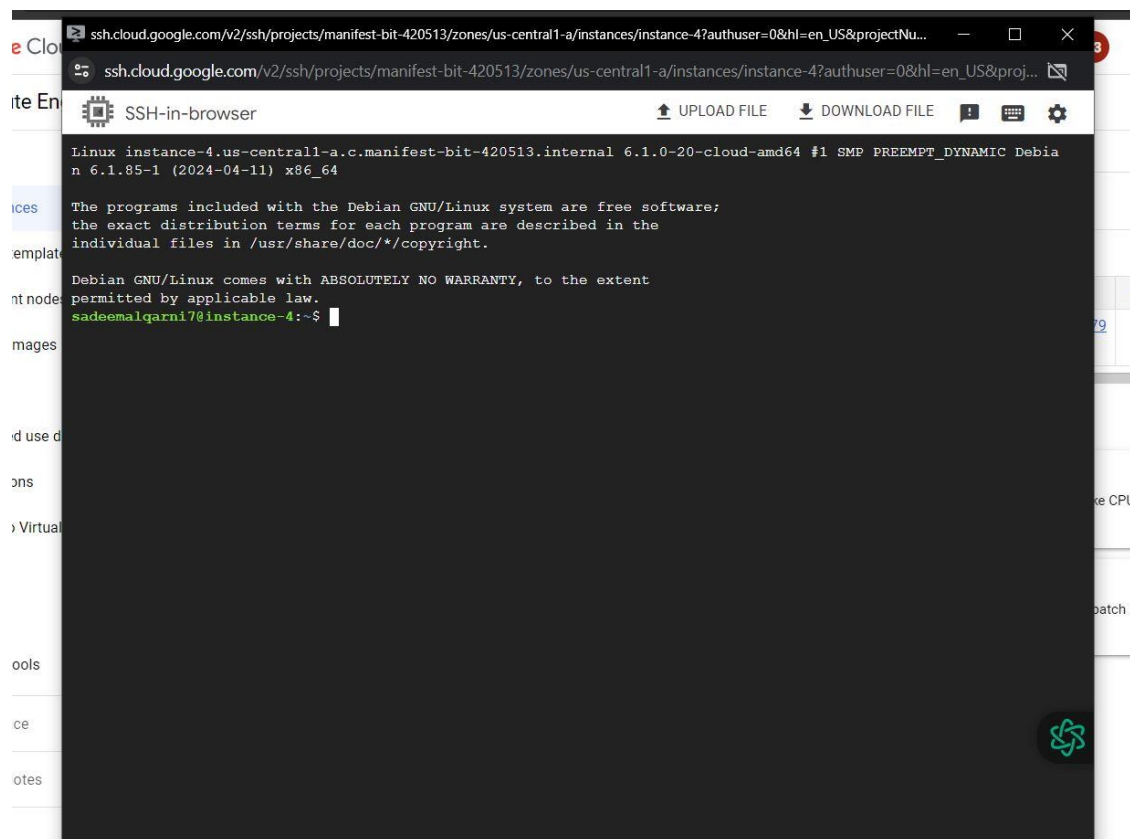 ssh.cloud.google.com/v2/ssh/projects/manifest-bit-420513/zones/us-central1-a/instances/instance-4?authuser=0&hl=en_US&projectNu...
ssh.cloud.google.com/v2/ssh/projects/manifest-bit-420513/zones/us-central1-a/instances/instance-4?authuser=0&hl=en_US&proj...
SSH-in-browser UPLOAD FILE DOWNLOAD FILE
Linux instance-4.us-central1-a.c.manifest-bit-420513.internal 6.1.0-20-cloud-amd64 #1 SMP PREEMPT_DYNAMIC Debia
n 6.1.85-1 (2024-04-11) x86_64
The programs included with the Debian GNU/Linux system are free software;
the exact distribution terms for each program are described in the
individual files in /usr/share/doc/*/copyright.
Debian GNU/Linux comes with ABSOLUTELY NO WARRANTY, to the extent
permitted by applicable law.
sadeemalqarni7@instance-4:~$
e Clo
te En
nces
emplate
nt nodes
mages
ed use d
ons
o Virtual
ools
ce
otes
79
ke CPU
patch